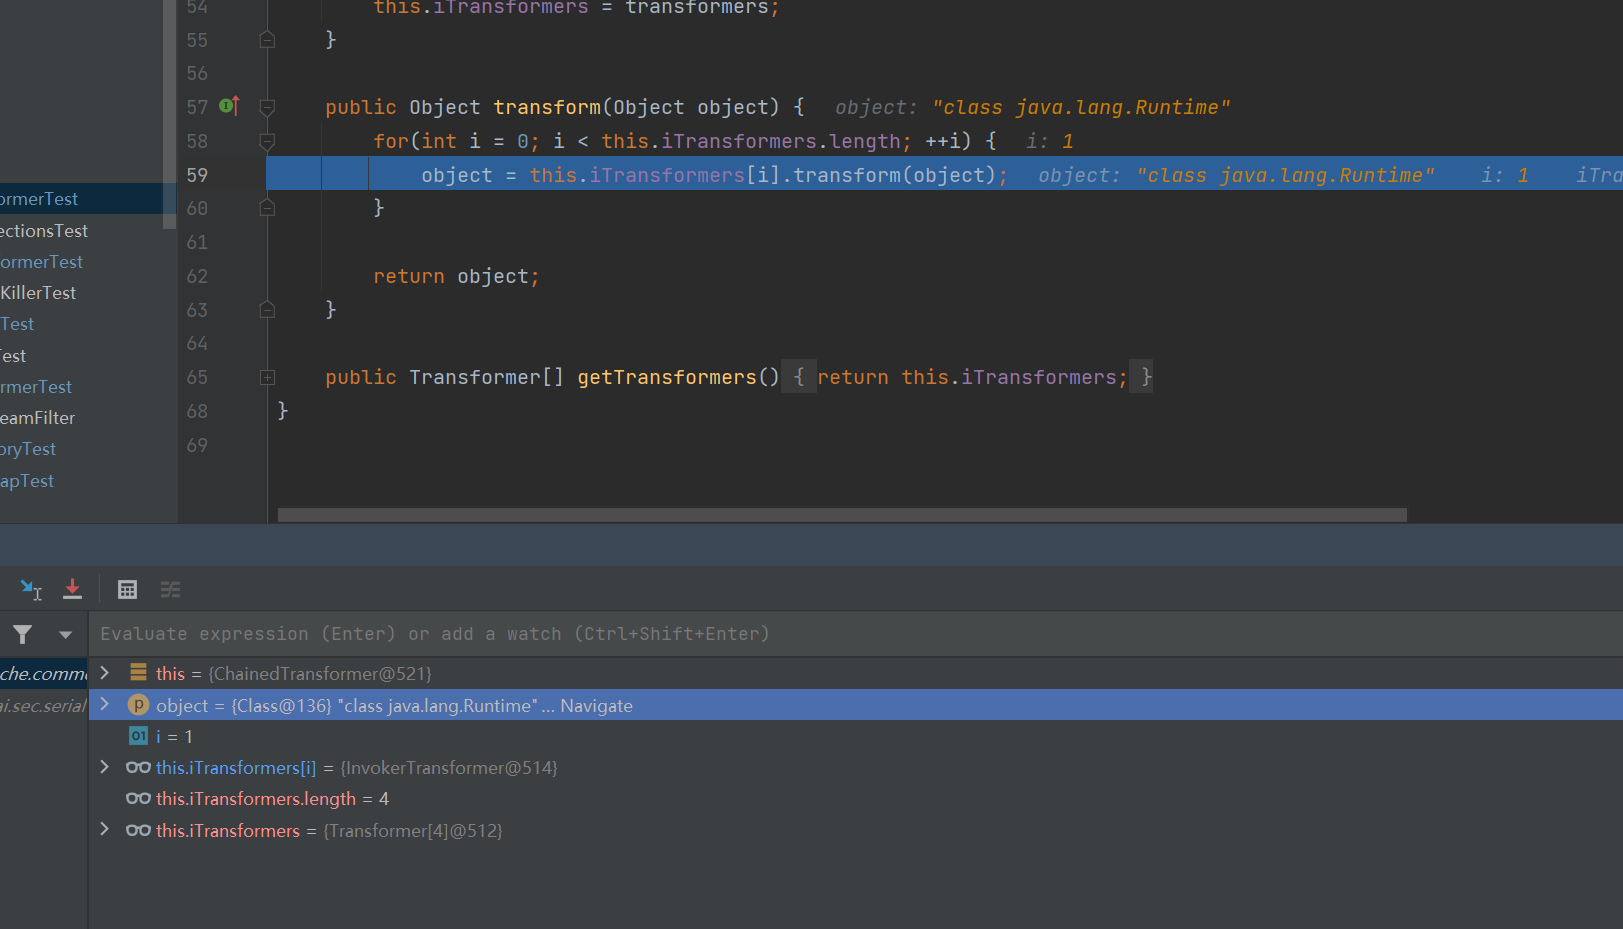 54 this.iTransformers = transformers;
55 }
56
57 public Object transform(Object object) { object: "class java.lang.Runtime"
58 for(int i = 0; i < this.iTransformers.length; ++i) { i: 1
59 object = this.iTransformers[i].transform(object); object: "class java.lang.Runtime" i: 1 iTra
60 }
61
62 return object;
63 }
64
65 public Transformer[] getTransformers() { return this.iTransformers; }
68 }
69
ormerTest
ectionsTest
ormerTest
KillerTest
Test
Test
rmerTest
eamFilter
oryTest
apTest
Evaluate expression (Enter) or add a watch (Ctrl+Shift+Enter)
che.comm
ai.sec.serial
this = {ChainedTransformer@521}
p object = {Class@136} "class java.lang.Runtime" ... Navigate
01 i = 1
this.iTransformers[i] = {InvokerTransformer@514}
this.iTransformers.length = 4
this.iTransformers = {Transformer[4]@512}